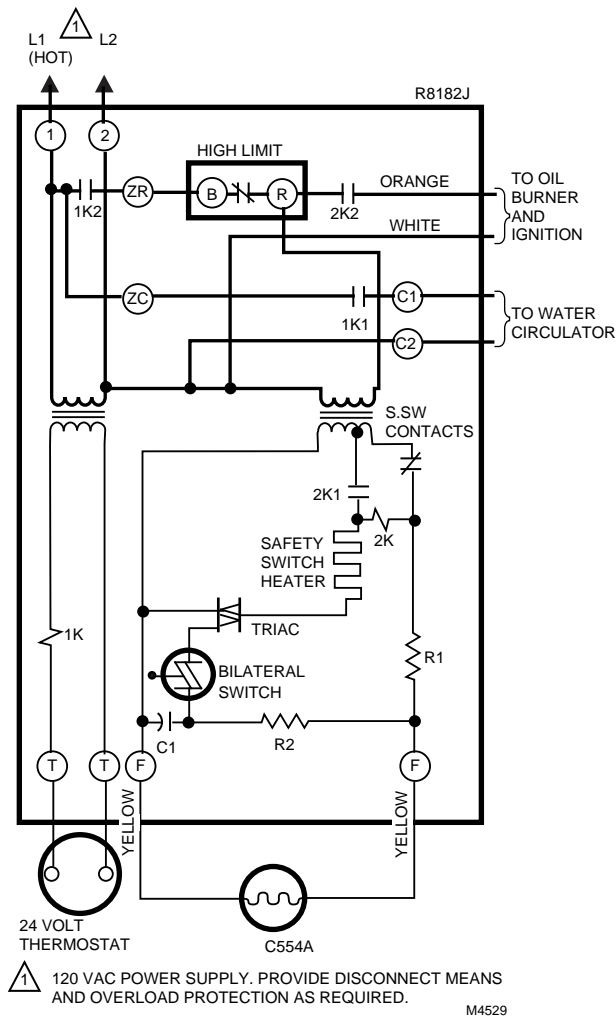 1
L1
L2
(HOT)
R8182J
1
2
HIGH LIMIT
ZR
B
R
1K2
2K2
ORANGE
WHITE
TO OIL
BURNER
AND
IGNITION
ZC
1K1
C1
C2
TO WATER
CIRCULATOR
S.SW
CONTACTS
2K1
2K
SAFETY
SWITCH
HEATER
TRIAC
1K
R1
BILATERAL
SWITCH
C1
R2
T
T
F
F
YELLOW
YELLOW
24 VOLT
THERMOSTAT
C554A
1 120 VAC POWER SUPPLY. PROVIDE DISCONNECT MEANS
AND OVERLOAD PROTECTION AS REQUIRED.
M4529